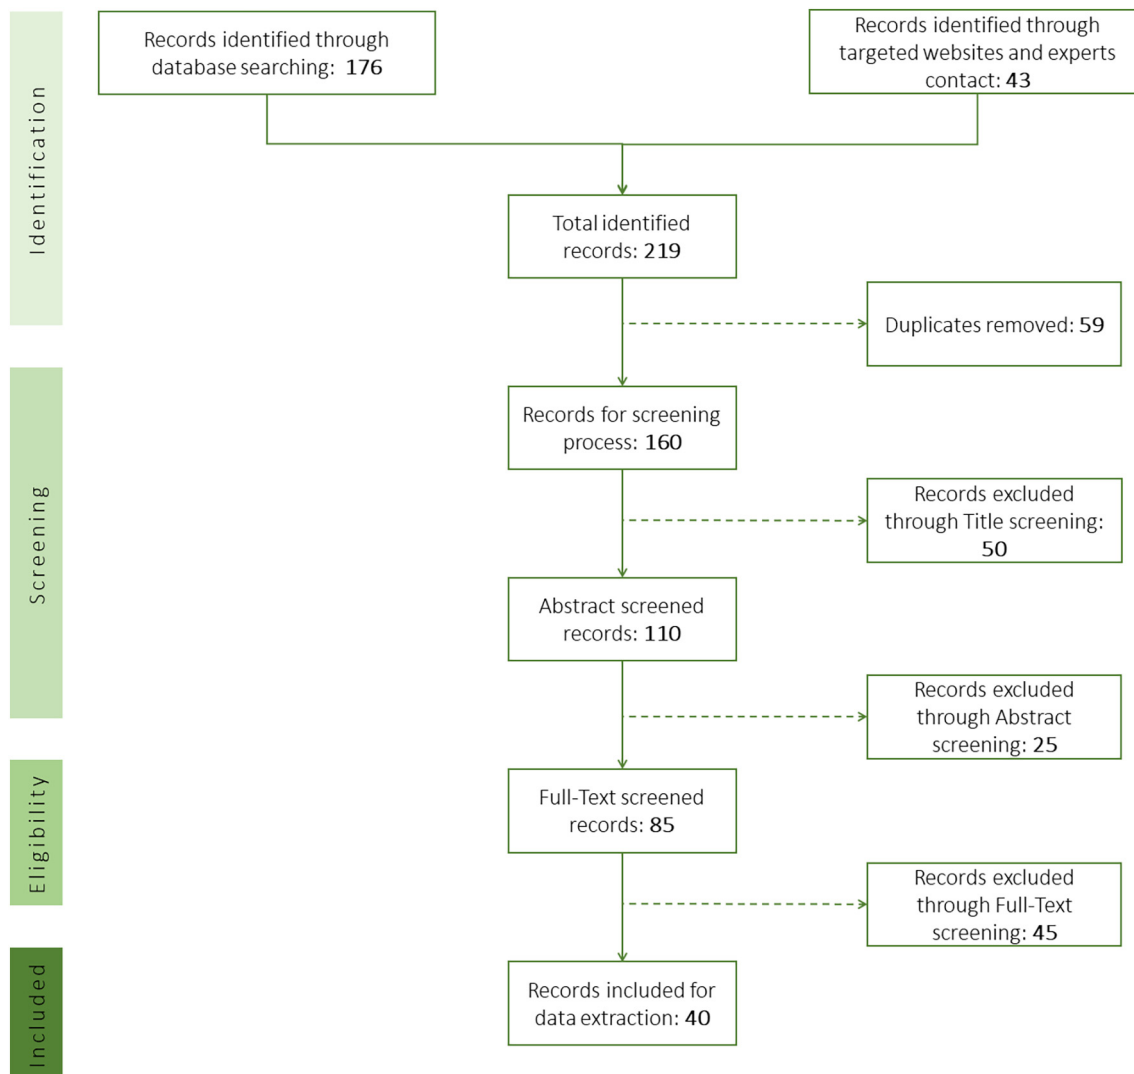 Identification
Records identified through
database searching: 176
Records identified through
targeted websites and experts
contact: 43
Total identified
records: 219
Duplicates removed: 59
Screening
Records for screening
process: 160
Records excluded
through Title screening:
50
Abstract screened
records: 110
Records excluded
through Abstract
screening: 25
Eligibility
Full-Text screened
records: 85
Records excluded
through Full-Text
screening: 45
Included
Records included for
data extraction: 40